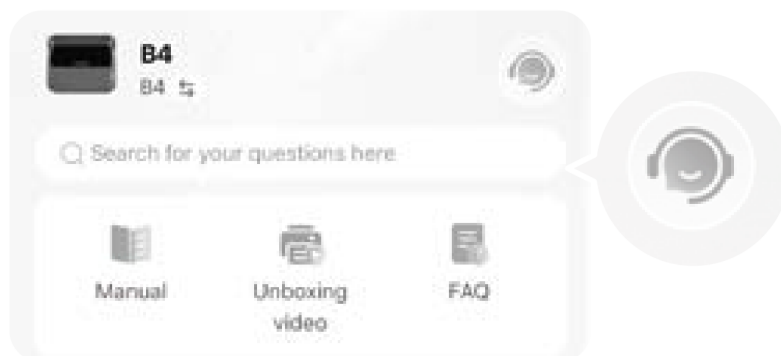 B4
B4
Search for your questions here
Manual
Unboxing
video
FAQ